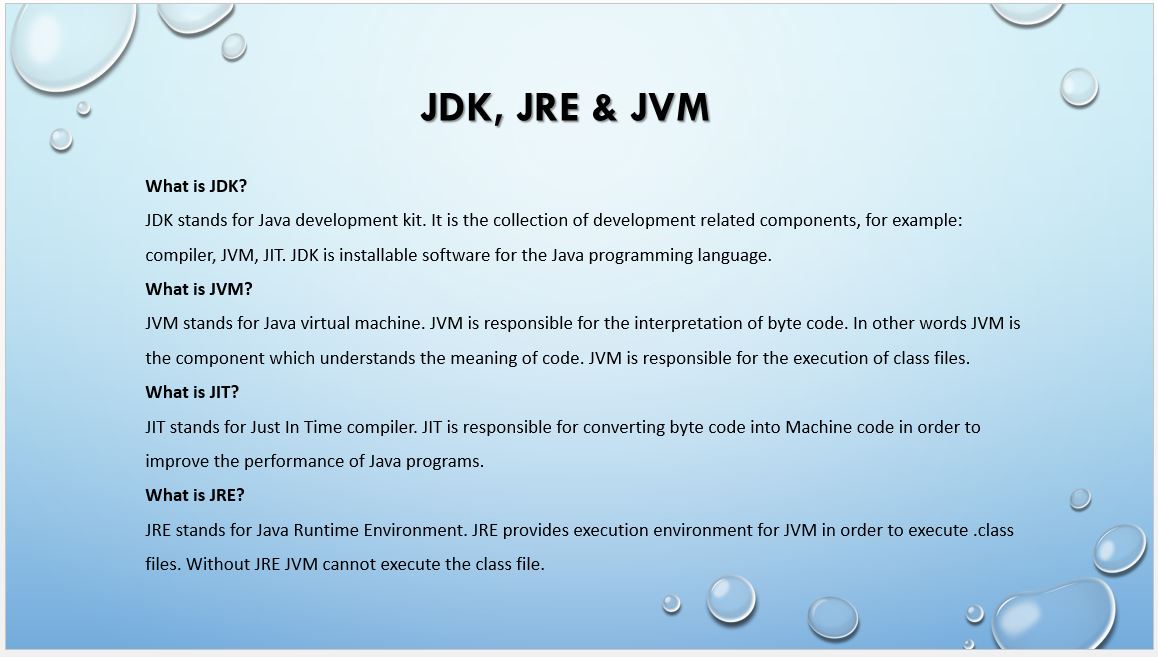 JDK, JRE & JVM
What is JDK?
JDK stands for Java development kit. It is the collection of development related components, for example:
compiler, JVM, JIT. JDK is installable software for the Java programming language.
What is JVM?
JVM stands for Java virtual machine. JVM is responsible for the interpretation of byte code. In other words JVM is
the component which understands the meaning of code. JVM is responsible for the execution of class files.
What is JIT?
JIT stands for Just In Time compiler. JIT is responsible for converting byte code into Machine code in order to
improve the performance of Java programs.
What is JRE?
JRE stands for Java Runtime Environment. JRE provides execution environment for JVM in order to execute .class
files. Without JRE JVM cannot execute the class file.